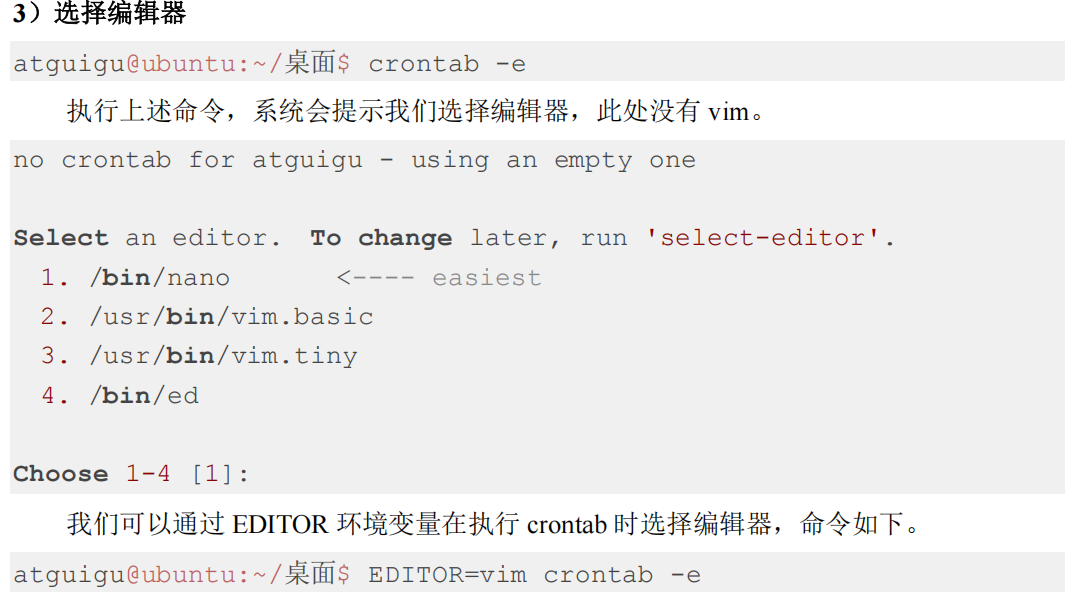 3）选择编辑器
atguigu@ubuntu:~/桌面$ crontab -e
执行上述命令，系统会提示我们选择编辑器，此处没有 vim。
no crontab for atguigu - using an empty one
Select an editor.  To change later, run 'select-editor'.
1. /bin/nano        <---- easiest
2. /usr/bin/vim.basic
3. /usr/bin/vim.tiny
4. /bin/ed
Choose 1-4 [1]:
我们可以通过 EDITOR 环境变量在执行 crontab 时选择编辑器，命令如下。
atguigu@ubuntu:~/桌面$ EDITOR=vim crontab -e